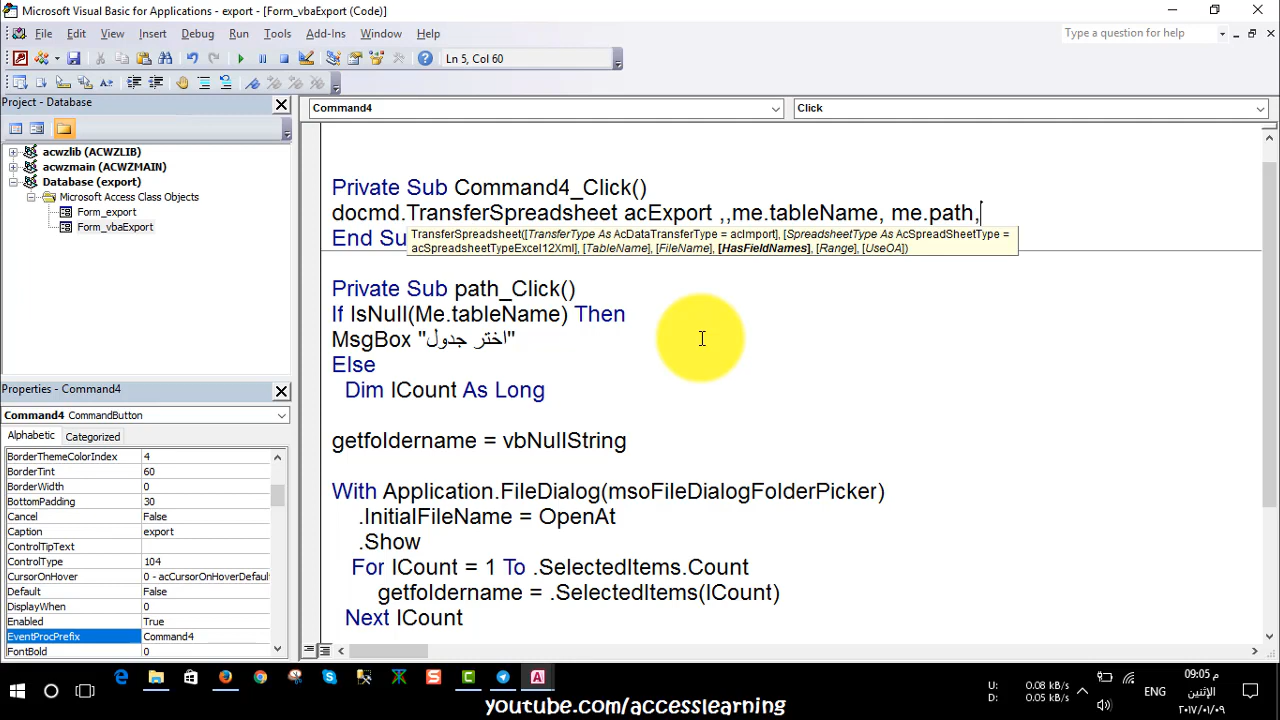 Microsoft Visual Basic for Applications - export - [Form_vbaExport (Code)]
File Edit View Insert Debug Run Tools Add-Ins Window Help
Type a question for help
Ln 5, Col 60
Project - Database
Command4
Click
acwzlib (ACWZLIB)
acwzmain (ACWZMAIN)
Database (export)
Microsoft Access Class Objects
Form_export
Form_vbaExport
Private Sub Command4_Click()
docmd.TransferSpreadsheet acExport ,,me.tableName, me.path,
TransferSpreadsheet([TransferType As AcDataTransferType = acImport], [SpreadsheetType As AcSpreadSheetType =
acSpreadsheetTypeExcel12Xml], [TableName], [FileName], [HasFieldNames], [Range], [UseOA])
End Su
Private Sub path_Click()
If IsNull(Me.tableName) Then
MsgBox "اختر جدول"
Else
Dim lCount As Long
getfoldername = vbNullString
With Application.FileDialog(msoFileDialogFolderPicker)
.InitialFileName = OpenAt
.Show
For lCount = 1 To .SelectedItems.Count
getfoldername = .SelectedItems(lCount)
Next lCount
Properties - Command4
Command4 CommandButton
Alphabetic Categorized
BorderThemeColorIndex 4
BorderTint 60
BorderWidth 0
BottomPadding 30
Cancel False
Caption export
ControlTipText
ControlType 104
CursorOnHover 0 - acCursorOnHoverDefaul
Default False
DisplayWhen 0
Enabled True
EventProcPrefix Command4
FontBold 0
U: 0.08 kB/s
D: 0.05 kB/s
ENG
09:05 م
الإثنين
٢٠١٧/٠١/٠٩
youtube.com/accesslearning